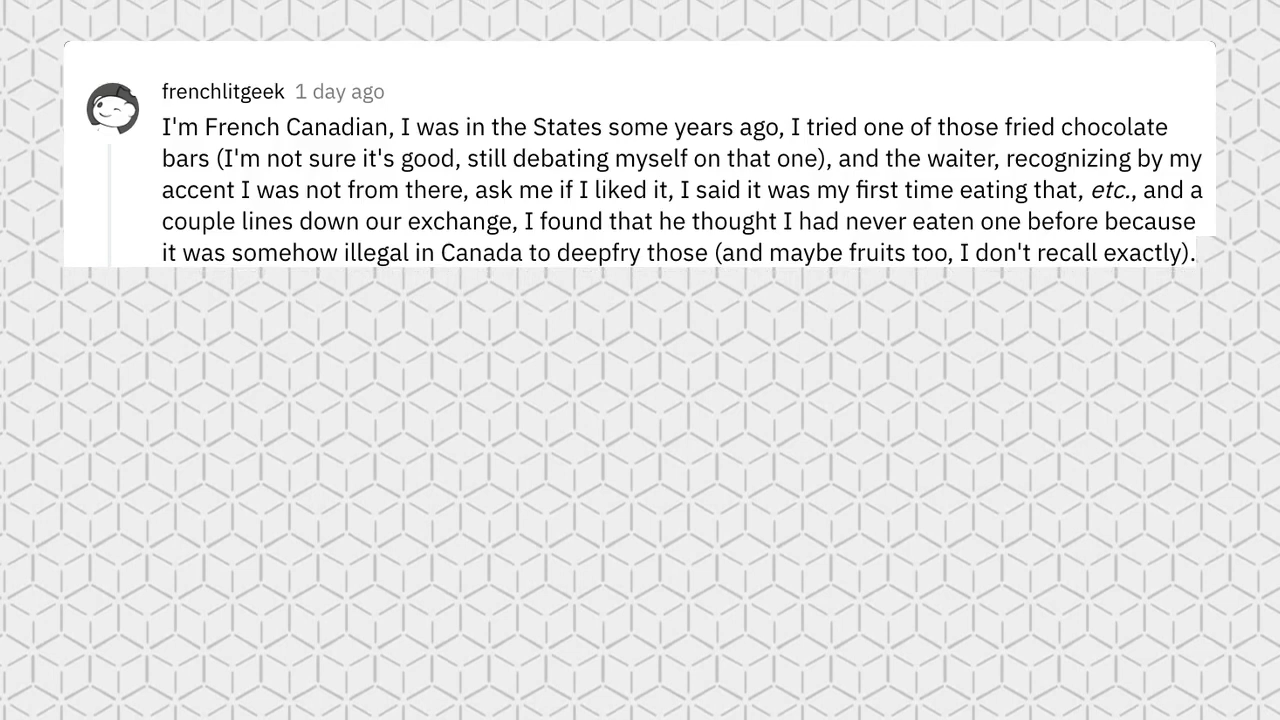 frenchlitgeek 1 day ago
I'm French Canadian, I was in the States some years ago, I tried one of those fried chocolate
bars (I'm not sure it's good, still debating myself on that one), and the waiter, recognizing by my
accent I was not from there, ask me if I liked it, I said it was my first time eating that, etc., and a
couple lines down our exchange, I found that he thought I had never eaten one before because
it was somehow illegal in Canada to deepfry those (and maybe fruits too, I don't recall exactly).